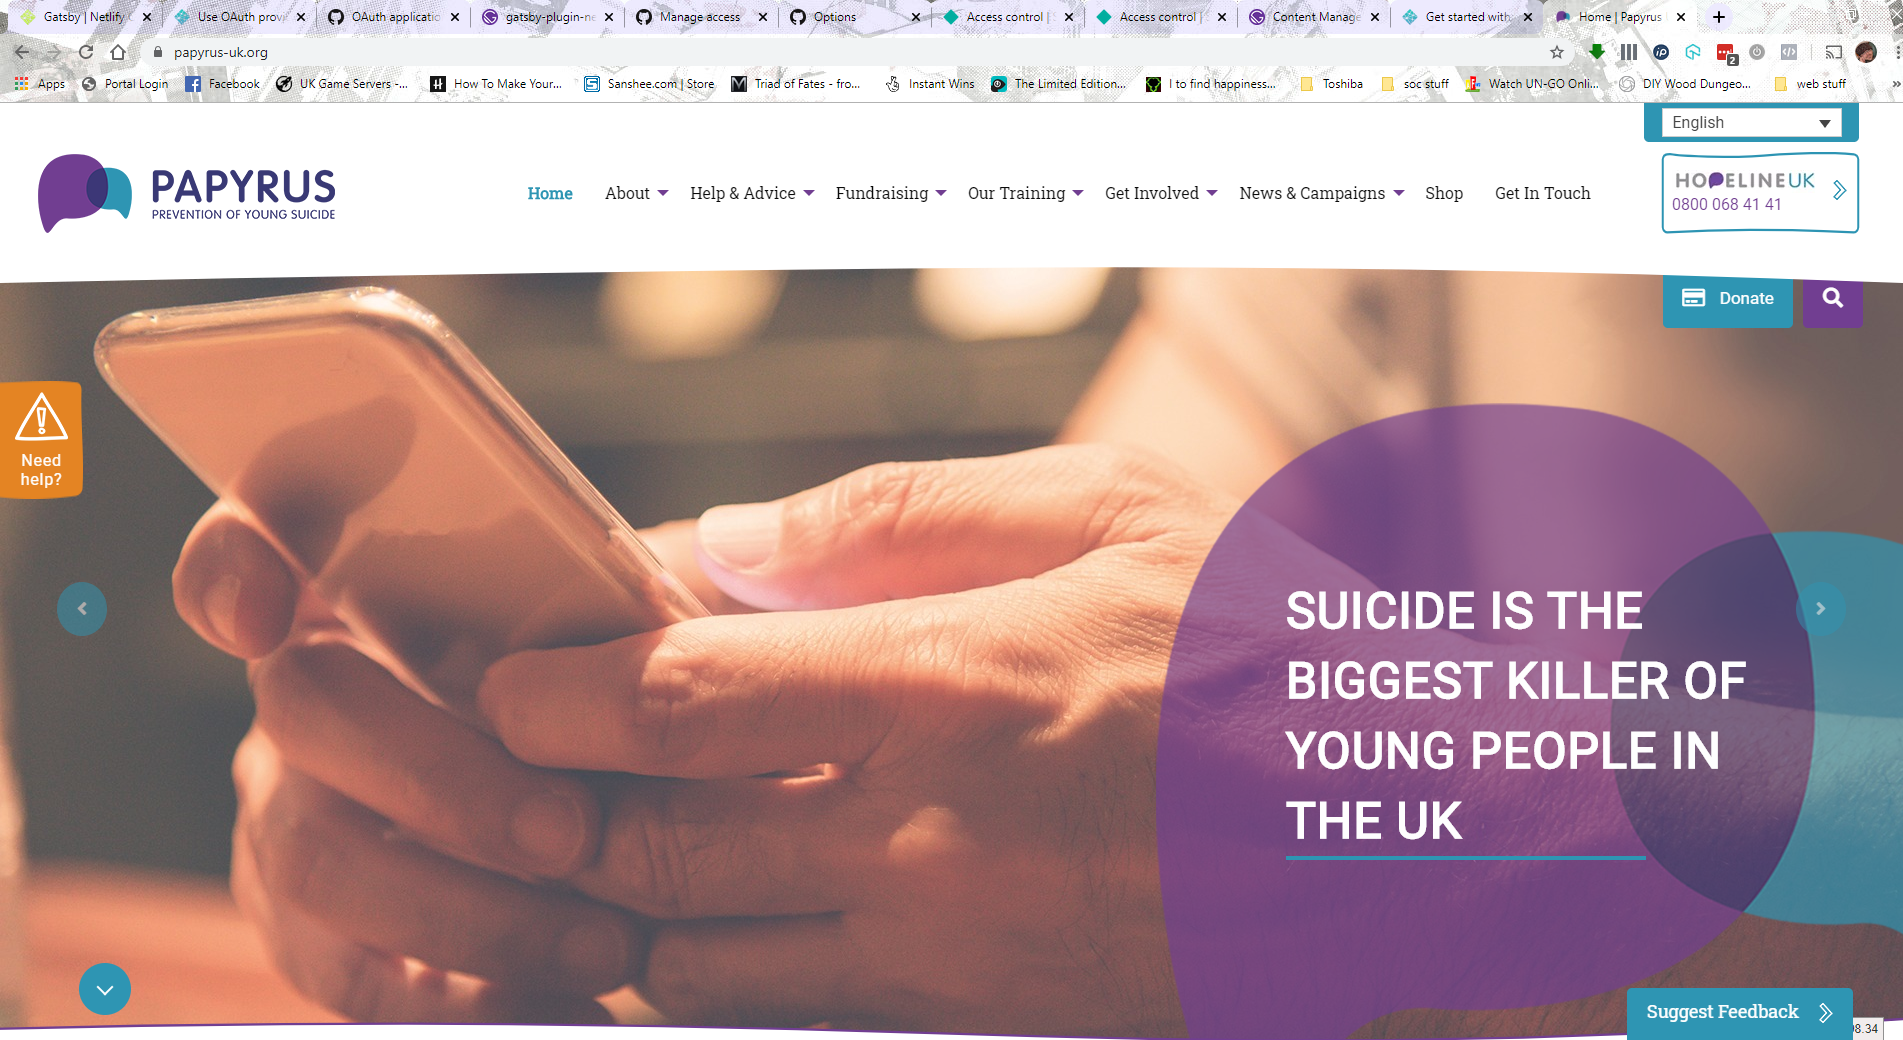 Gatsby | Netlify
Use OAuth prov
OAuth applicatio
gatsby-plugin-ne
Manage access
Options
Access control |
Access control |
Content Manage
Get started with
Home | Papyrus
papyrus-uk.org
2
Apps
Portal Login
Facebook
UK Game Servers -...
How To Make Your...
Sanshee.com | Store
Triad of Fates - fro...
Instant Wins
The Limited Edition...
I to find happiness...
Toshiba
soc stuff
Watch UN-GO Onli...
DIY Wood Dungeo...
web stuff
English
PAPYRUS
PREVENTION OF YOUNG SUICIDE
Home
About
Help & Advice
Fundraising
Our Training
Get Involved
News & Campaigns
Shop
Get In Touch
HOPELINEUK
0800 068 41 41
Donate
Need
help?
SUICIDE IS THE
BIGGEST KILLER OF
YOUNG PEOPLE IN
THE UK
Suggest Feedback
8.34